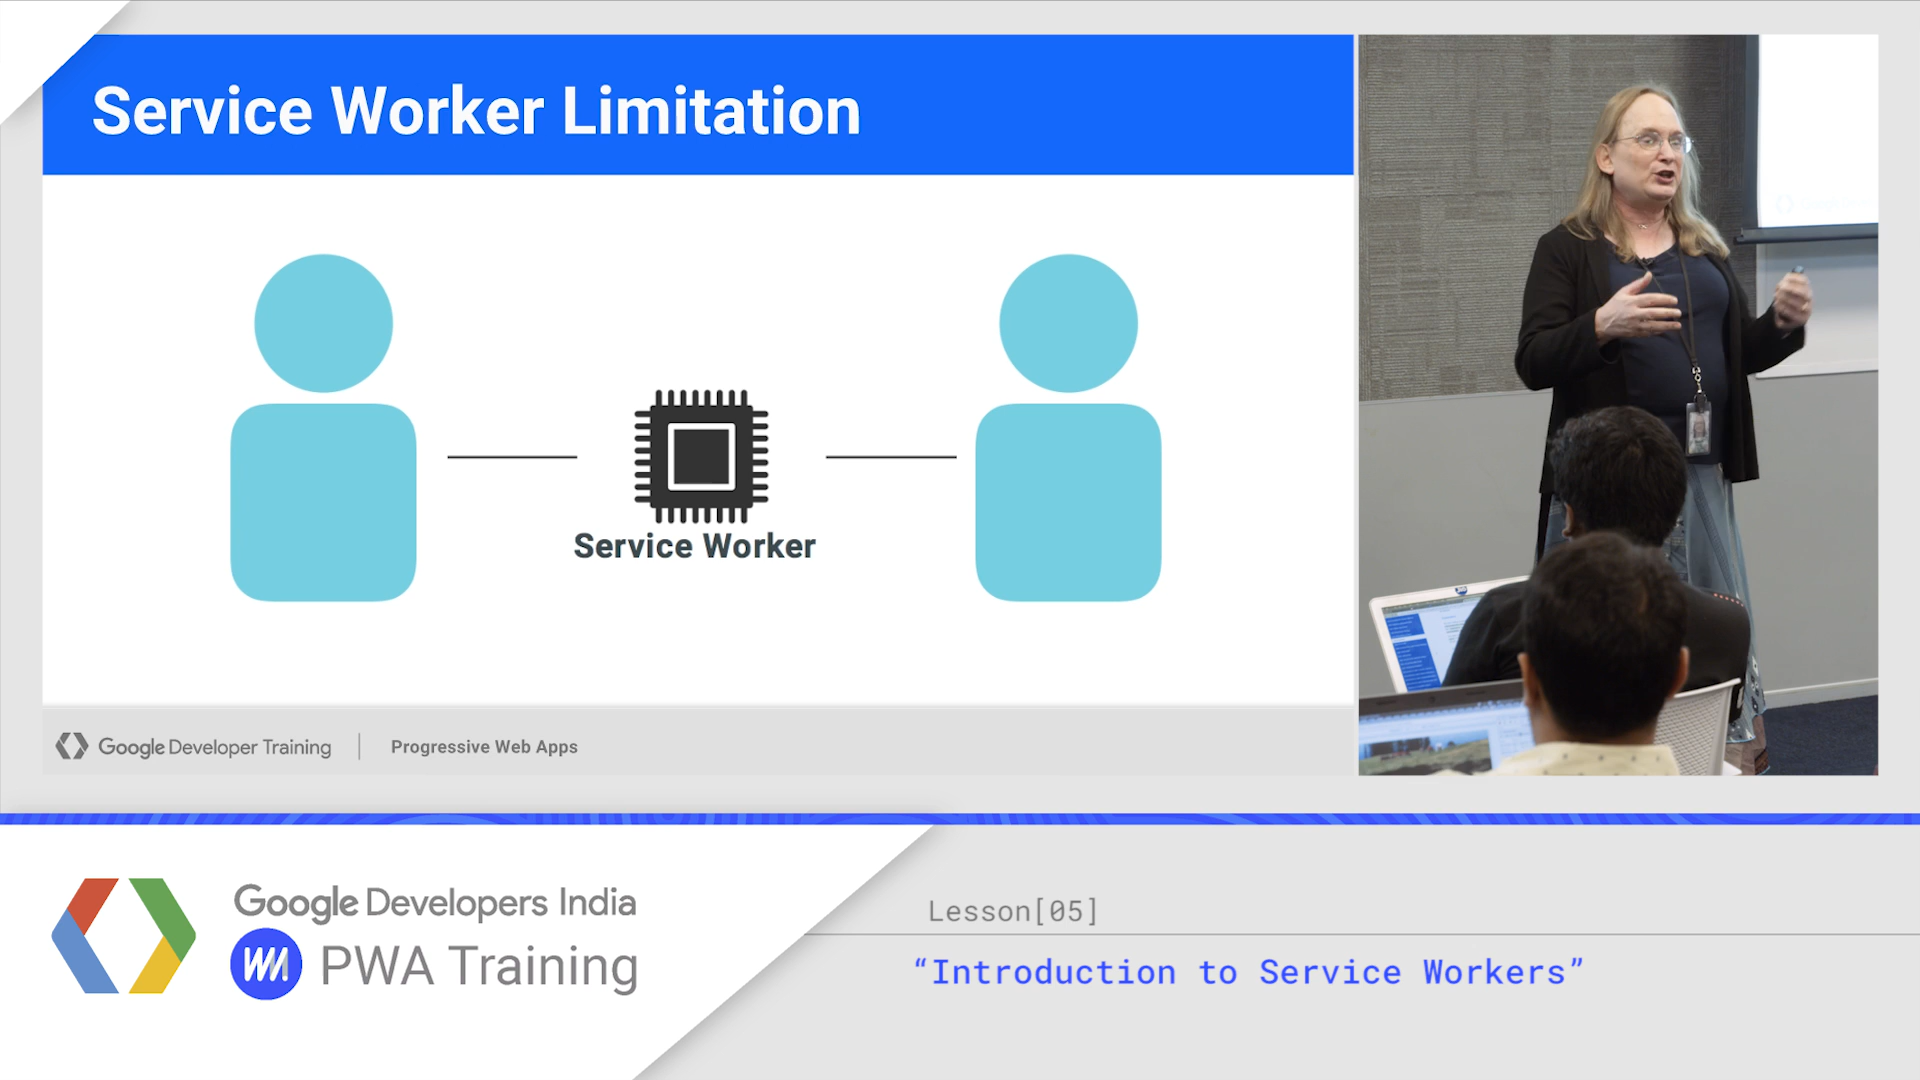 Service Worker Limitation
Service Worker
Google Developer Training
Progressive Web Apps
Google Developers India
PWA Training
Lesson[05]
“Introduction to Service Workers”